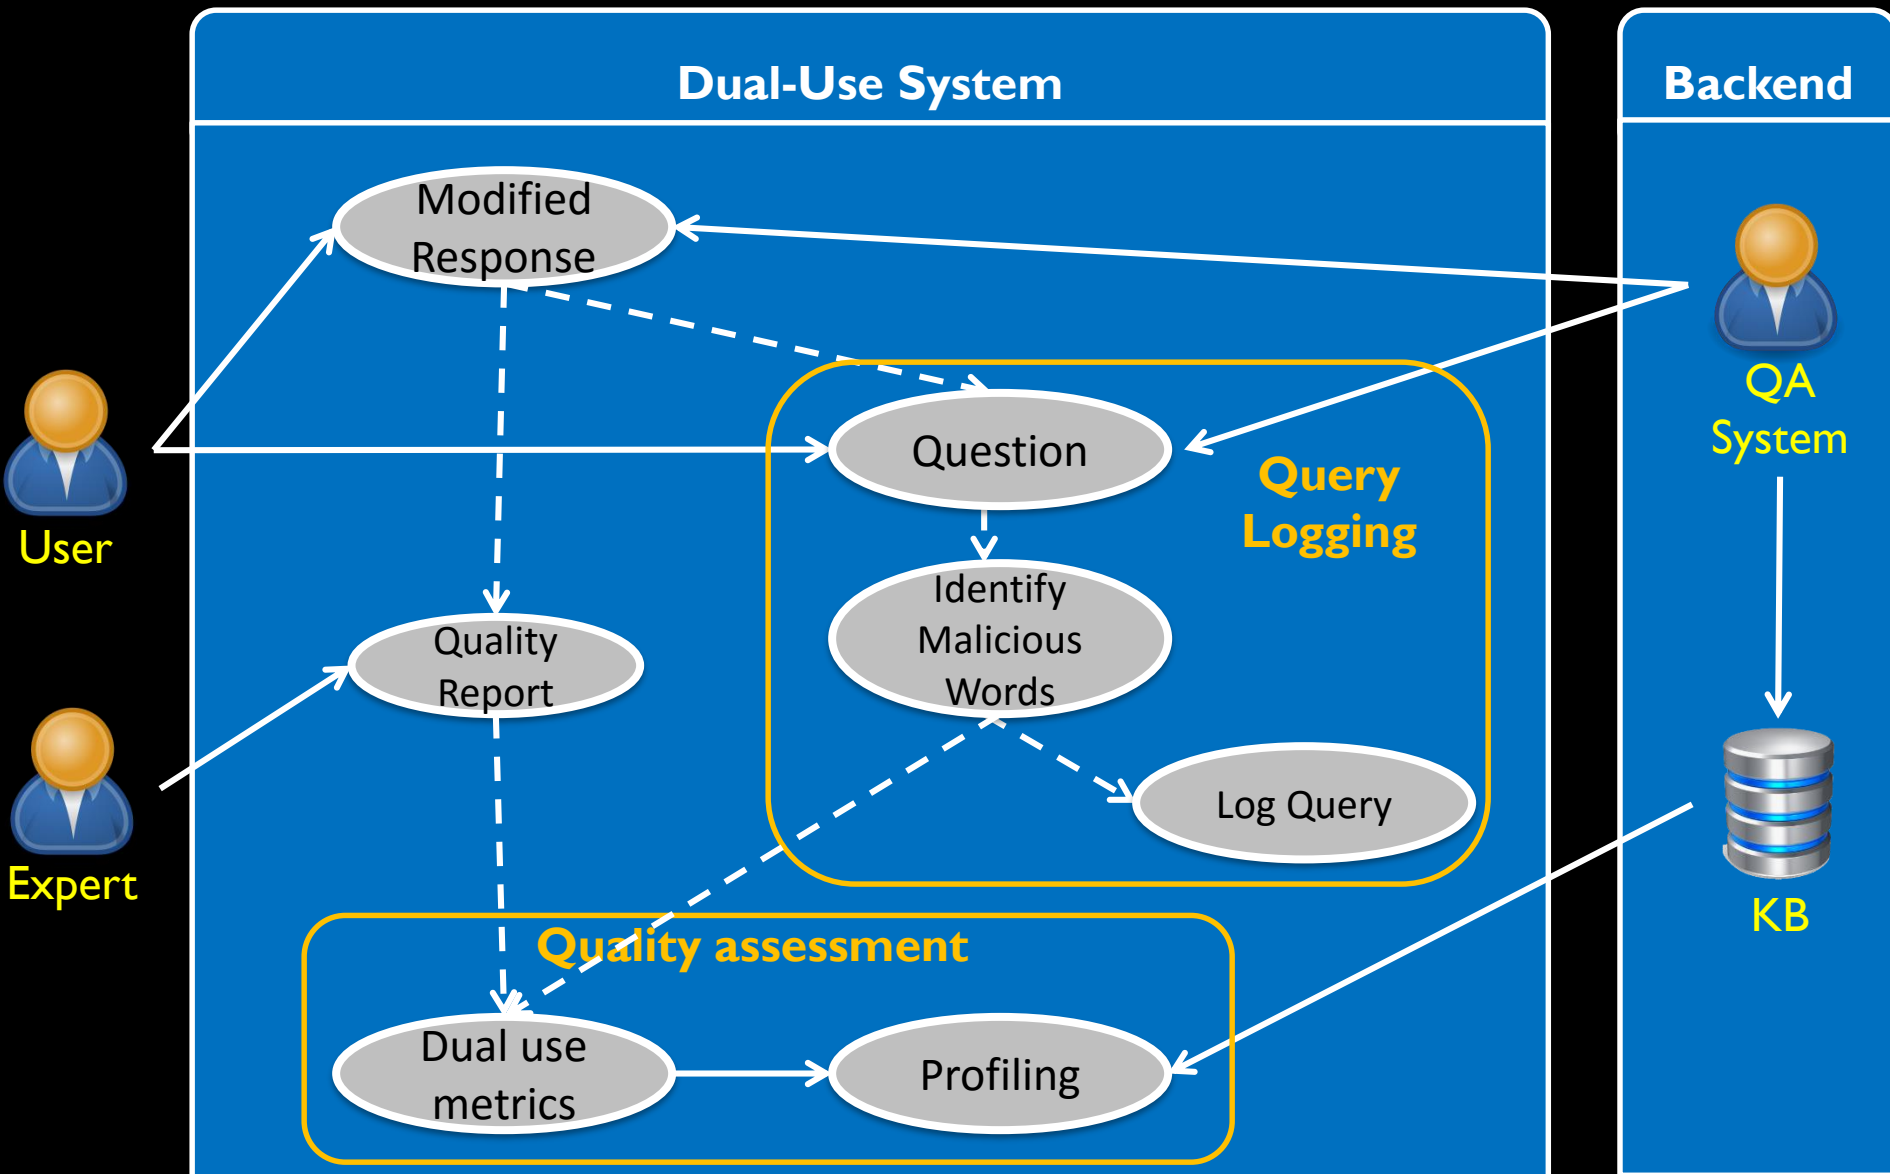 Dual-Use System
Backend
Modified
Response
QA
System
Question
Query
Logging
User
Identify
Malicious
Words
Quality
Report
Log Query
Expert
KB
Quality assessment
Dual use
metrics
Profiling